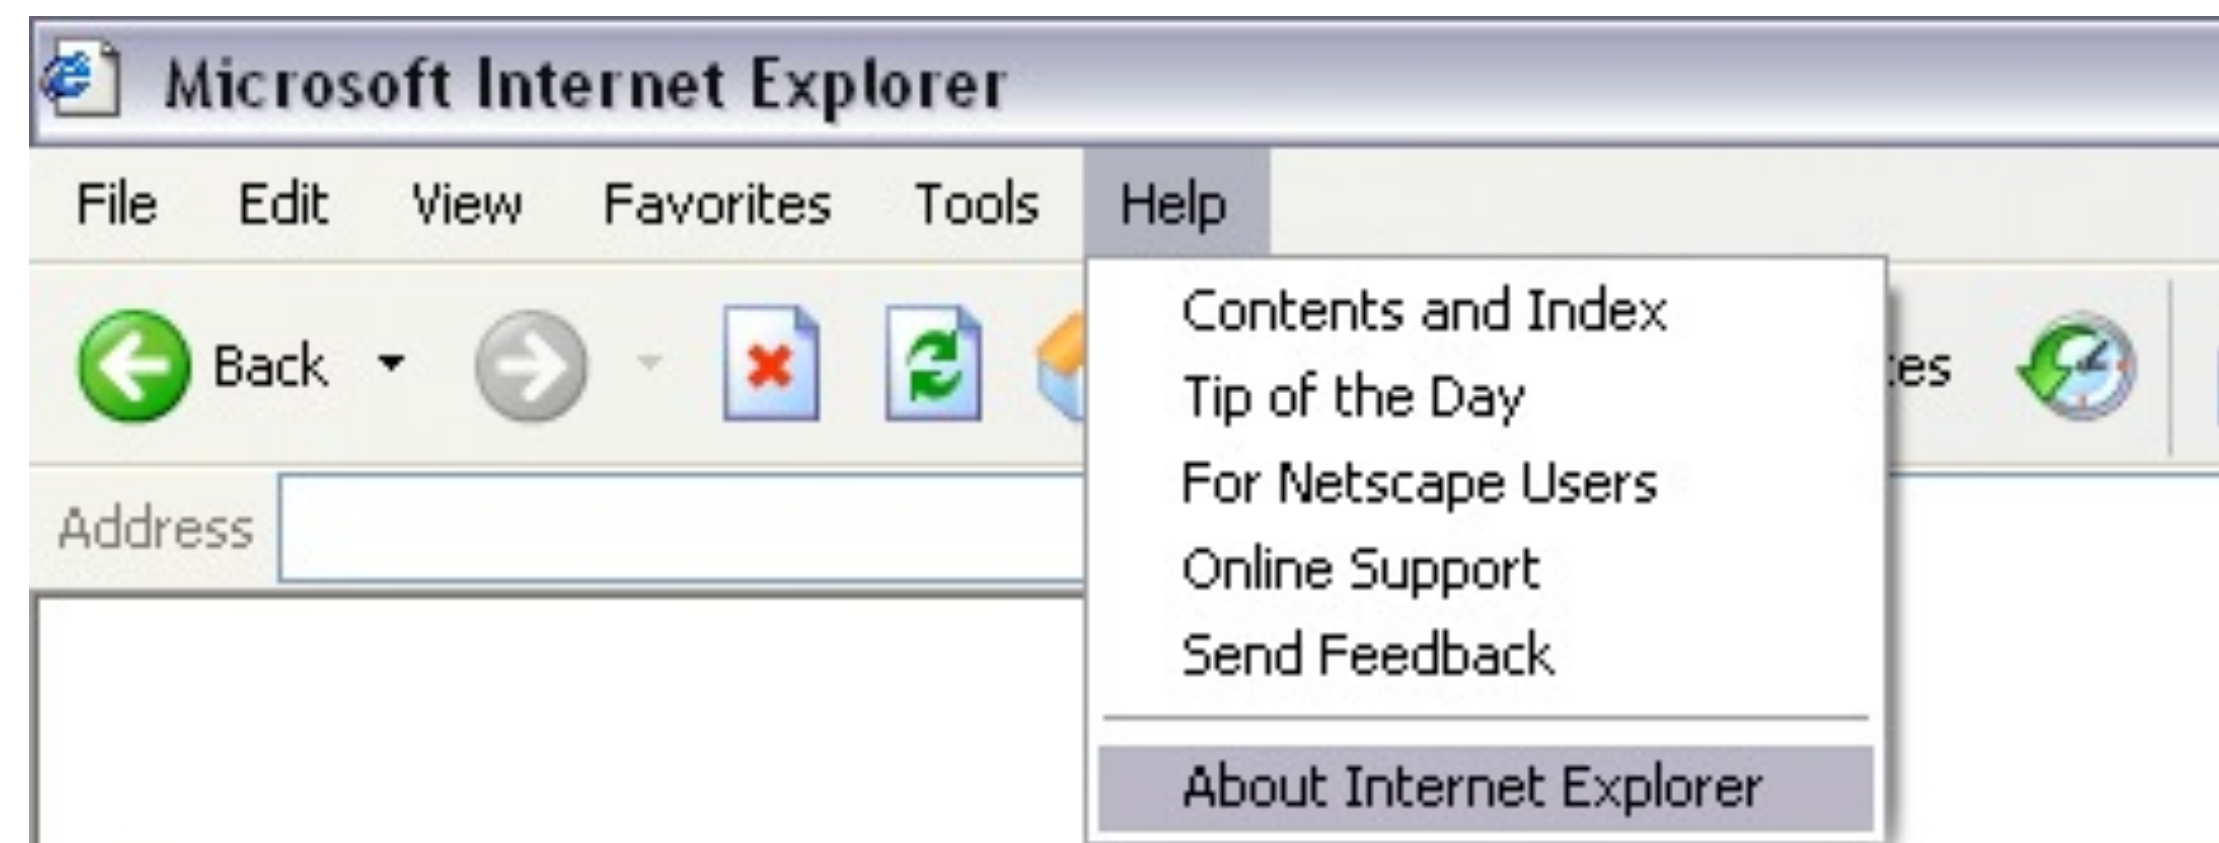 Microsoft Internet Explorer
File Edit View Favorites Tools Help
Contents and Index
Back
Tip of the Day
For Netscape Users
Address
Online Support
Send Feedback
About Internet Explorer